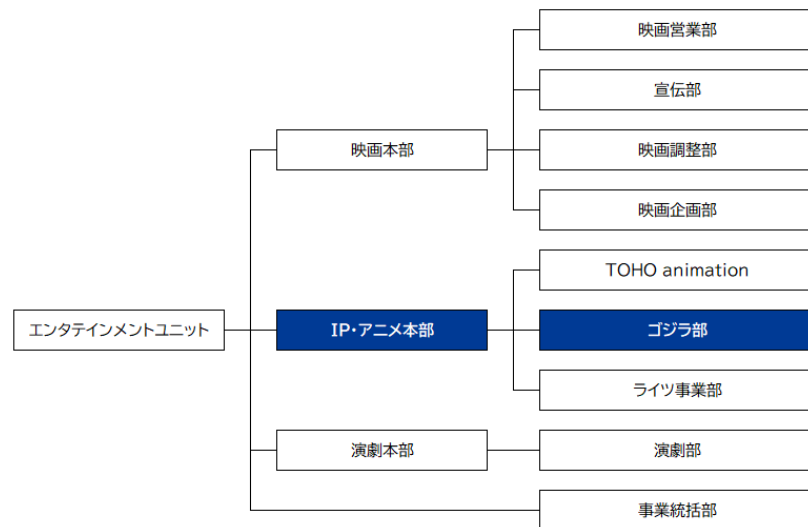 映画営業部
宣伝部
映画本部
映画調整部
映画企画部
TOHO animation
エンタテインメントユニット
IP・アニメ本部
ゴジラ部
ライツ事業部
演劇本部
演劇部
事業統括部